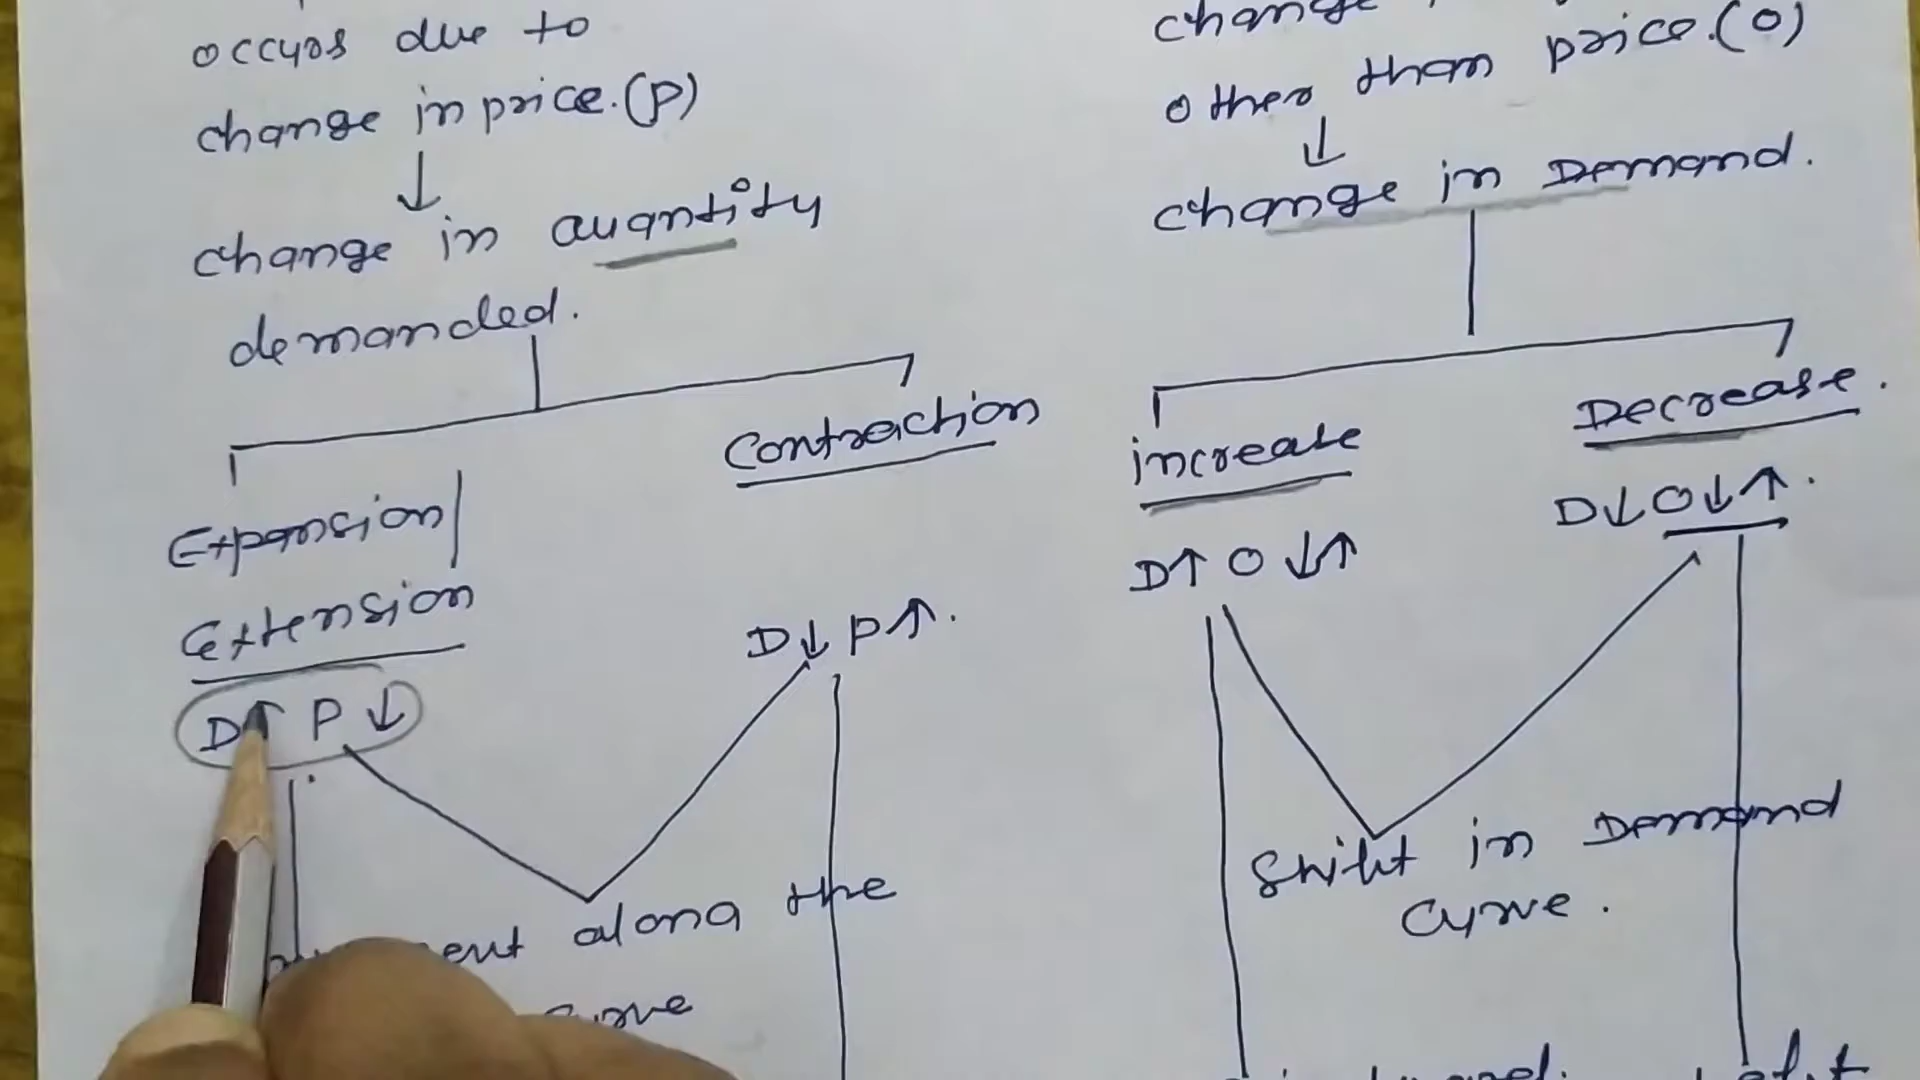 occurs due to
change in price.(P)
↓
change in quantity
demanded.
Expansion/
Extension
D↑ P↓
Contraction
D↓ P↑.
along the
change
other than price.(O)
↓
change in Demand.
increase
D↑ O ↓↑
Decrease.
D↓ O↓↑.
Shift in Demand
Curve.